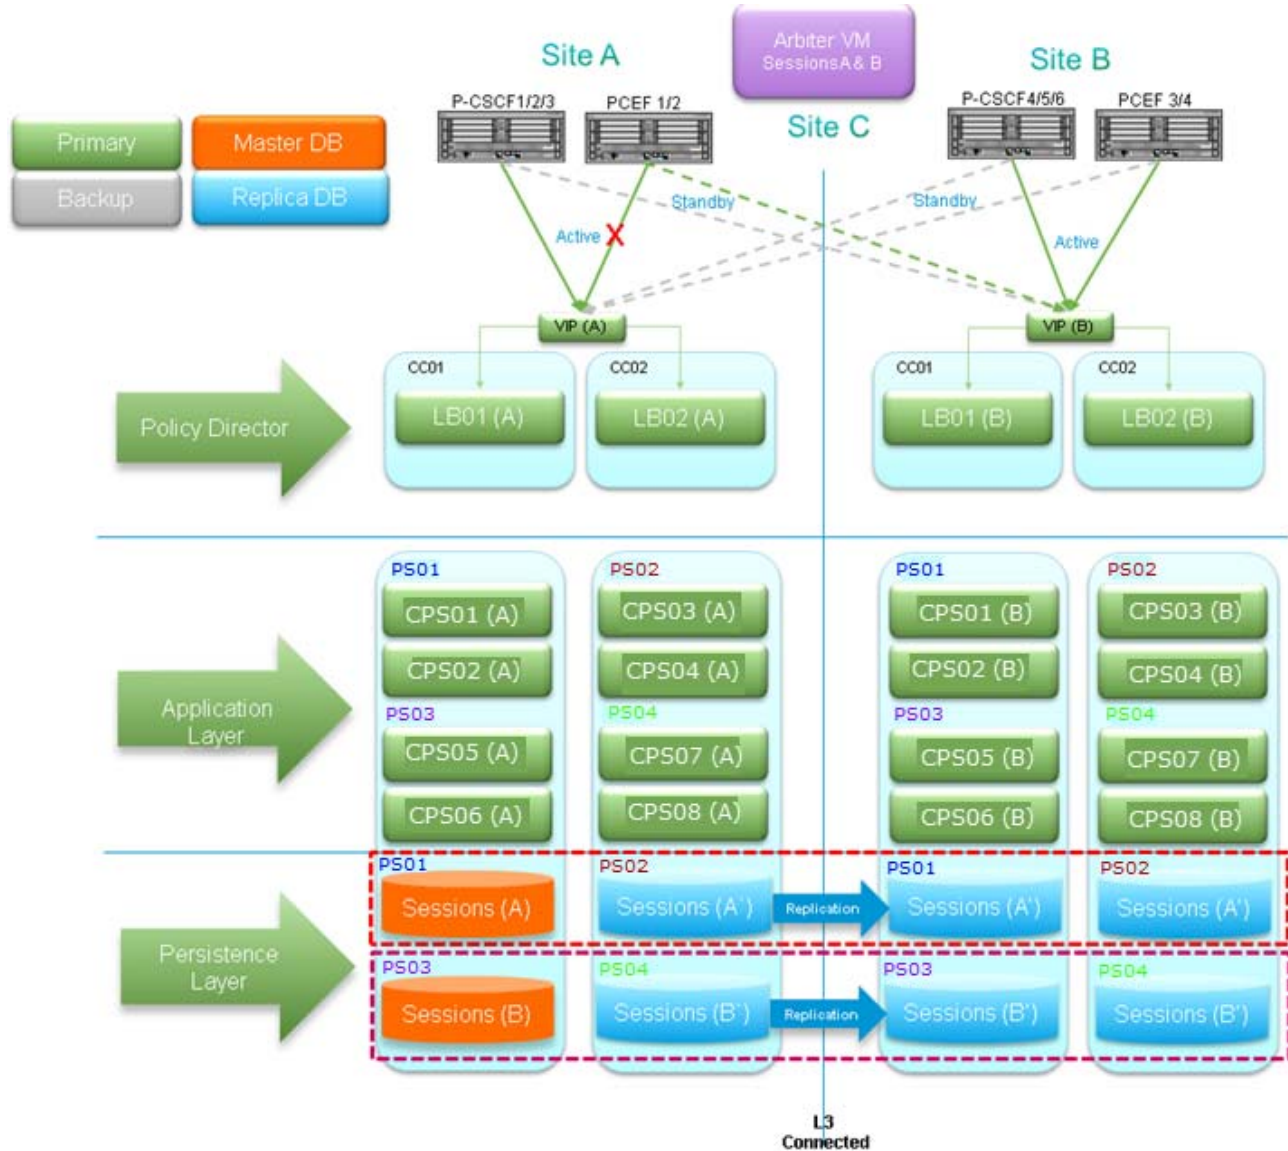 Arbiter VM
SessionsA & B
Site A
Site B
Site C
P-CSCF1/2/3
PCEF 1/2
P-CSCF4/5/6
PCEF 3/4
Primary
Master DB
Backup
Replica DB
Standby
Standby
Active
X
Active
VIP (A)
VIP (B)
CC01
CC02
CC01
CC02
Policy Director
LB01 (A)
LB02 (A)
LB01 (B)
LB02 (B)
PS01
PS02
PS01
PS02
CPS01 (A)
CPS03 (A)
CPS01 (B)
CPS03 (B)
CPS02 (A)
CPS04 (A)
CPS02 (B)
CPS04 (B)
Application
Layer
PS03
PS04
PS03
PS04
CPS05 (A)
CPS07 (A)
CPS05 (B)
CPS07 (B)
CPS06 (A)
CPS08 (A)
CPS06 (B)
CPS08 (B)
PS01
PS02
PS01
PS02
Sessions (A)
Sessions (A`)
Replication
Sessions (A')
Sessions (A')
Persistence
Layer
PS03
PS04
PS03
PS04
Sessions (B)
Sessions (B`)
Replication
Sessions (B')
Sessions (B')
L3
Connected